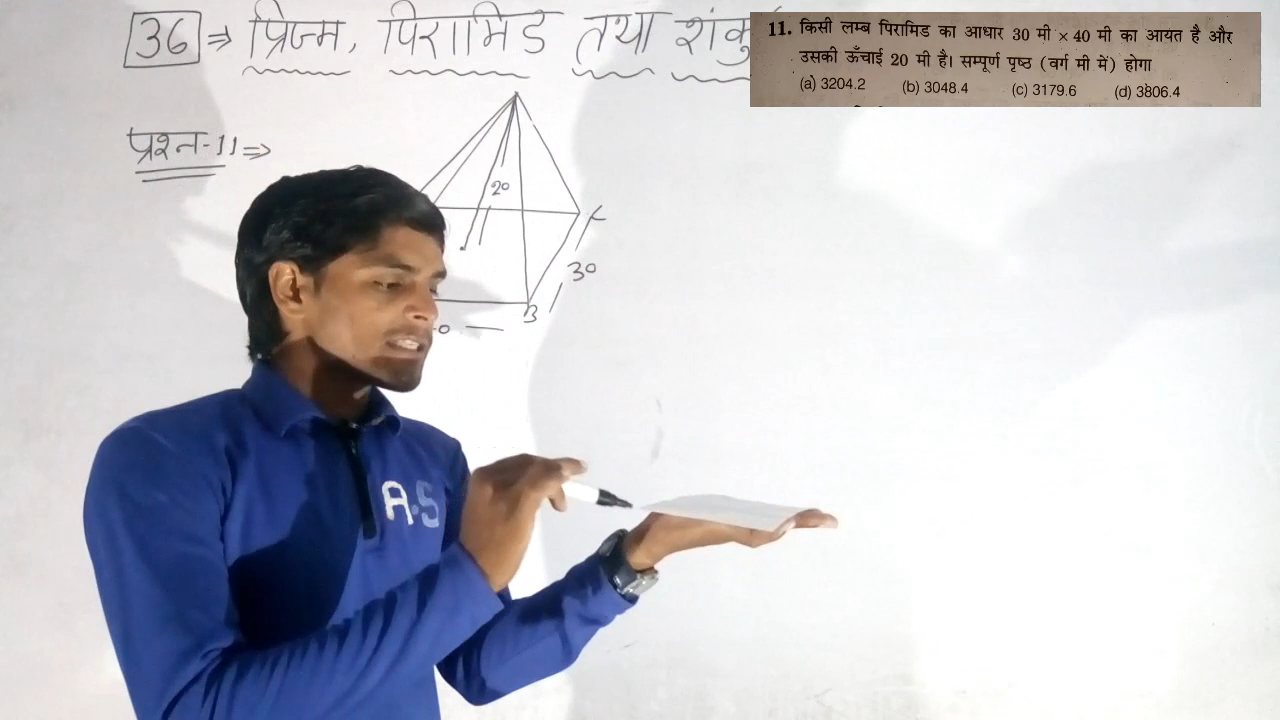 36 ⇒ प्रिज्म, पिरामिड तथा शंकु
11. किसी लम्ब पिरामिड का आधार 30 मी × 40 मी का आयत है और
उसकी ऊँचाई 20 मी है। सम्पूर्ण पृष्ठ (वर्ग मी में) होगा
(a) 3204.2 (b) 3048.4 (c) 3179.6 (d) 3806.4
प्रश्न-11 ⇒
20
30
B
A.S